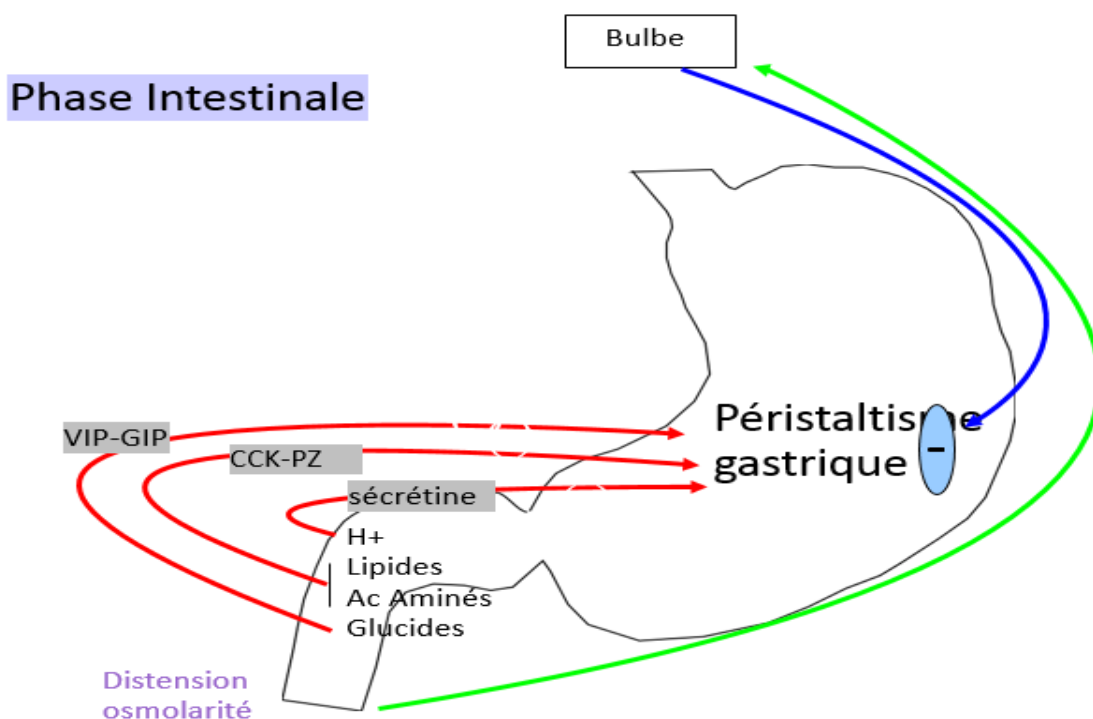 Bulbe
Phase Intestinale
Péristaltisme
gastrique
-
VIP-GIP
CCK-PZ
sécrétine
H+
Lipides
Ac Aminés
Glucides
Distension
osmolarité